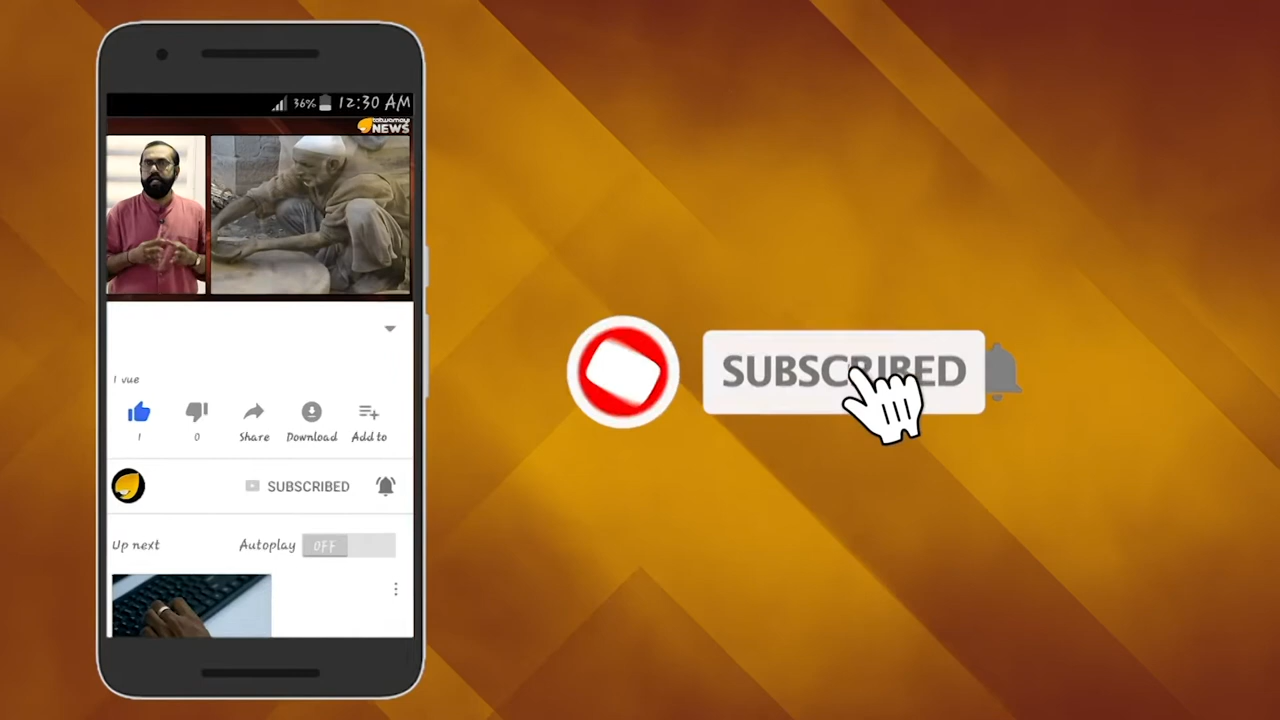 36% 12:30 AM
tatwamayi
NEWS
1 vue
1
0
Share
Download
Add to
SUBSCRIBED
Up next
Autoplay
OFF
SUBSCRIBED